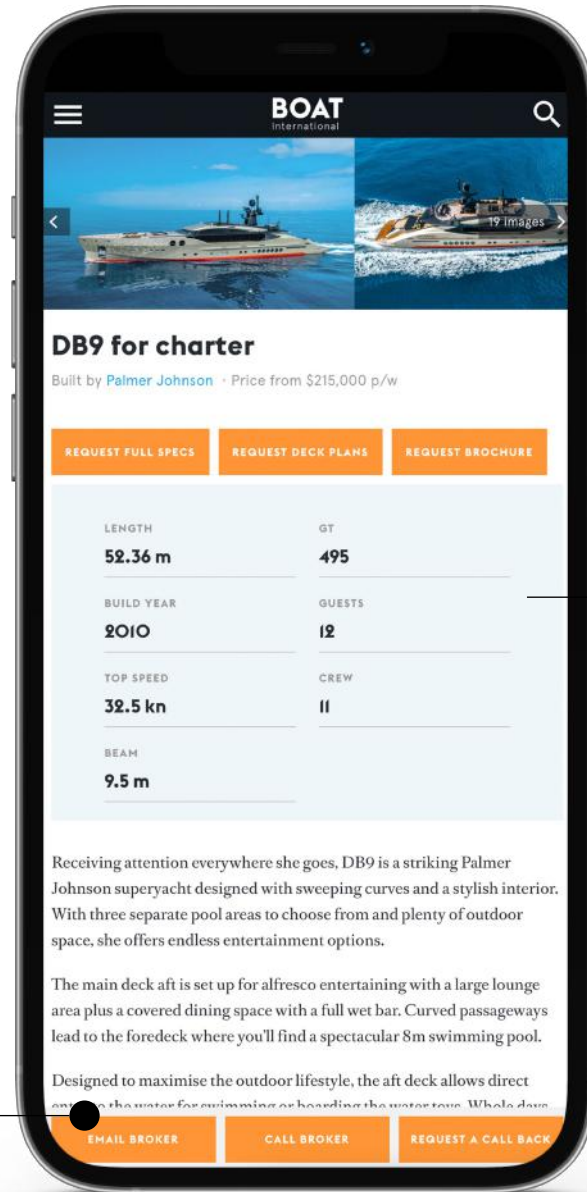 BOAT
International
19 images
DB9 for charter
Built by Palmer Johnson · Price from $215,000 p/w
REQUEST FULL SPECS
REQUEST DECK PLANS
REQUEST BROCHURE
LENGTH
52.36 m
GT
495
BUILD YEAR
2010
GUESTS
12
TOP SPEED
32.5 kn
CREW
11
BEAM
9.5 m
Receiving attention everywhere she goes, DB9 is a striking Palmer
Johnson superyacht designed with sweeping curves and a stylish interior.
With three separate pool areas to choose from and plenty of outdoor
space, she offers endless entertainment options.
The main deck aft is set up for alfresco entertaining with a large lounge
area plus a covered dining space with a full wet bar. Curved passageways
lead to the foredeck where you'll find a spectacular 8m swimming pool.
Designed to maximise the outdoor lifestyle, the aft deck allows direct
the water for swimming or boarding the water toys. Whole days
EMAIL BROKER
CALL BROKER
REQUEST A CALL BACK